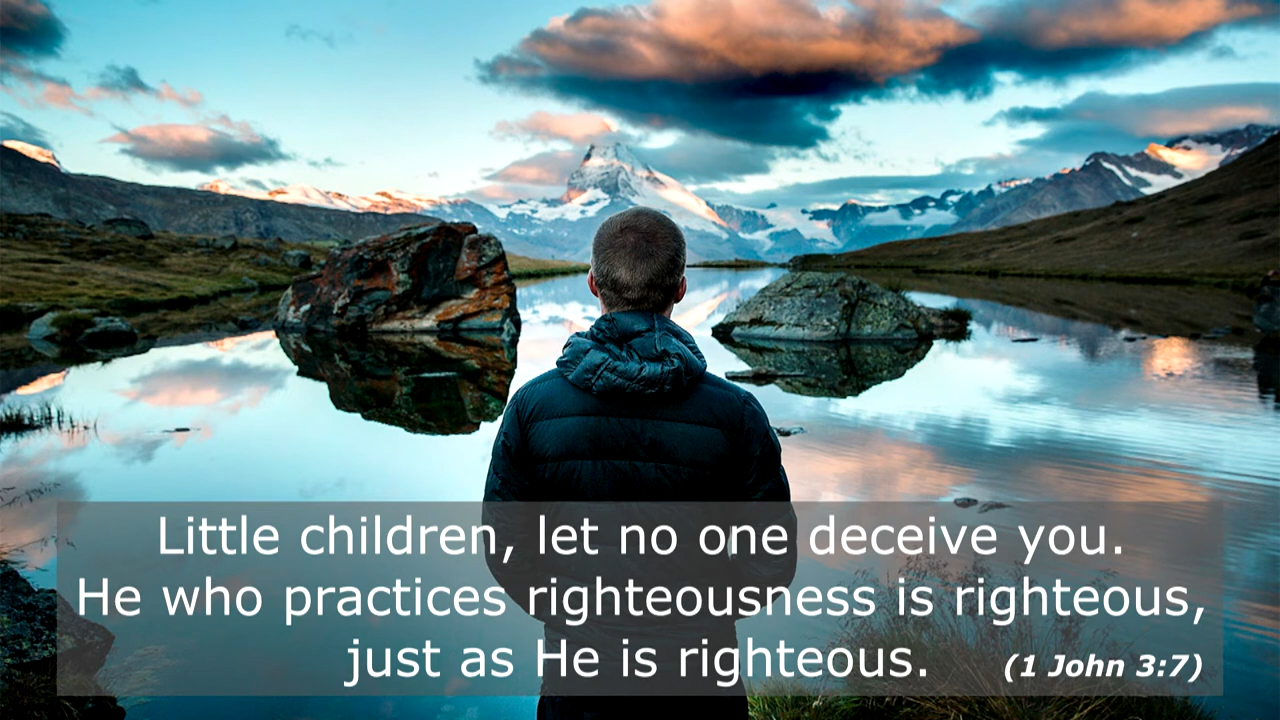 Little children, let no one deceive you.
He who practices righteousness is righteous,
just as He is righteous. (1 John 3:7)